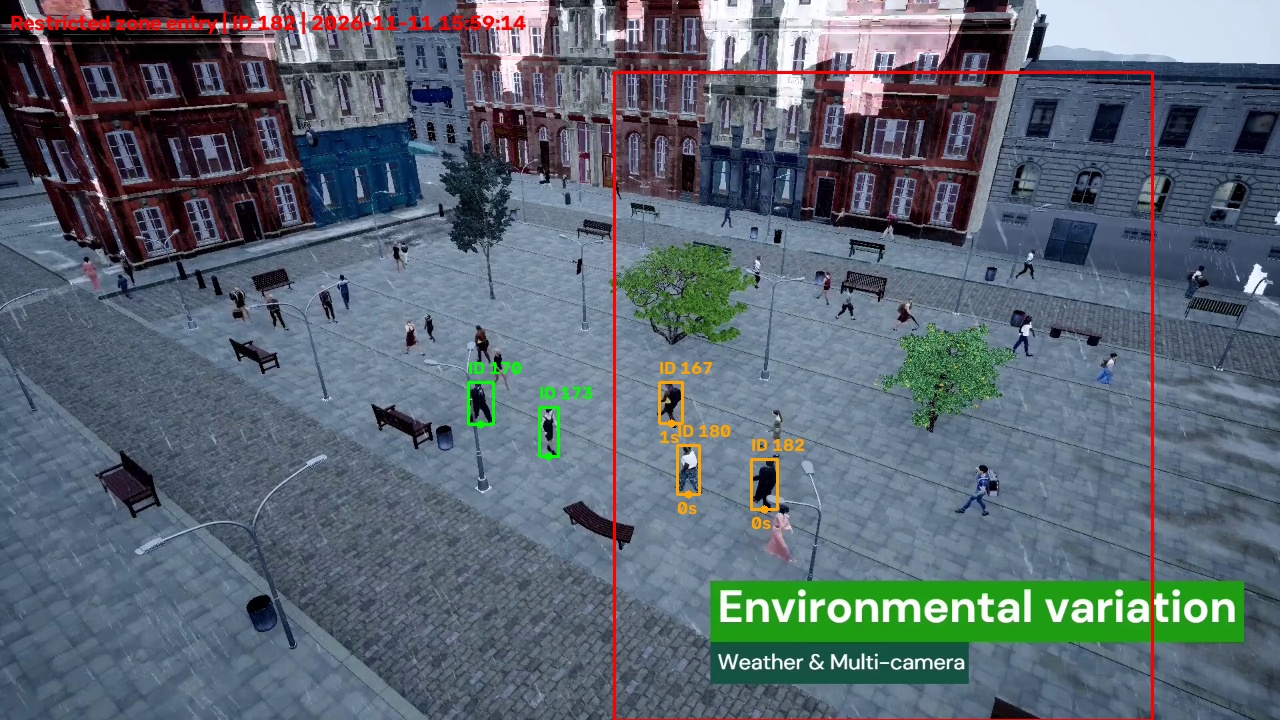 Restricted zone entry | ID 182 | 2026-11-11 15:59:14
ID 170
ID 173
ID 167
1s
ID 180
0s
ID 182
0s
Environmental variation
Weather & Multi-camera